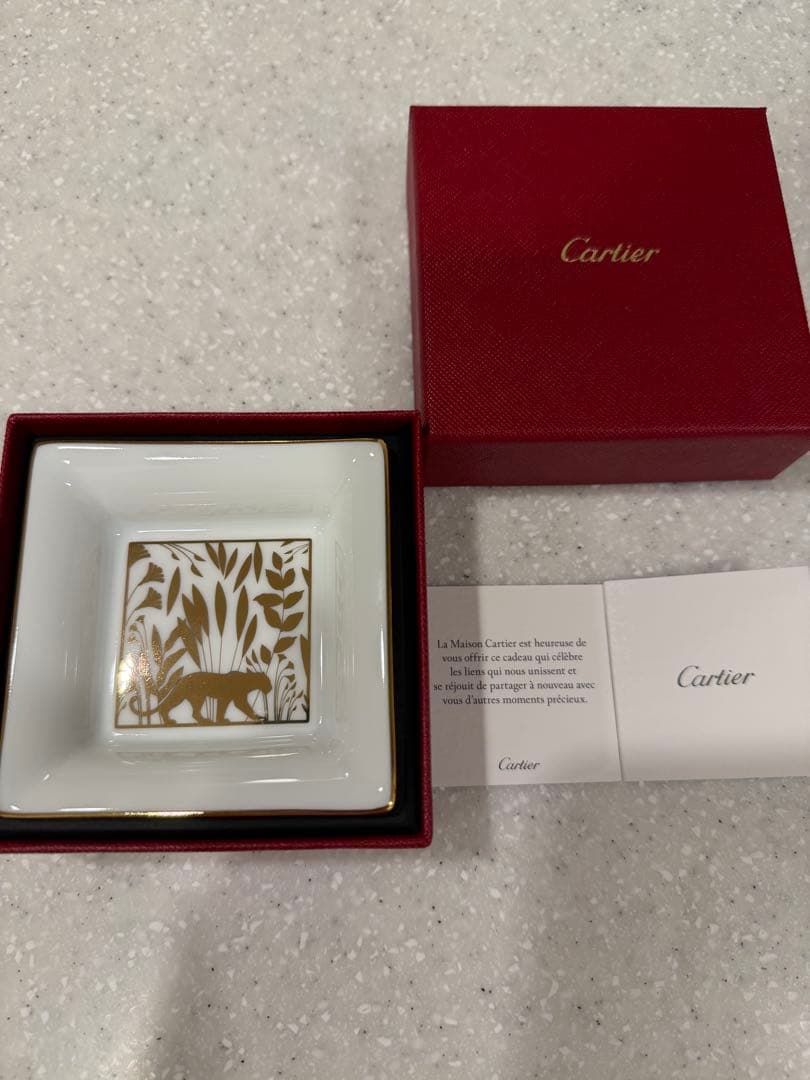 Cartier
La Maison Cartier est heureuse de
vous offrir ce cadeau qui célèbre
les liens qui nous unissent et
se réjouit de partager à nouveau avec
vous d'autres moments précieux.
Cartier
Cartier